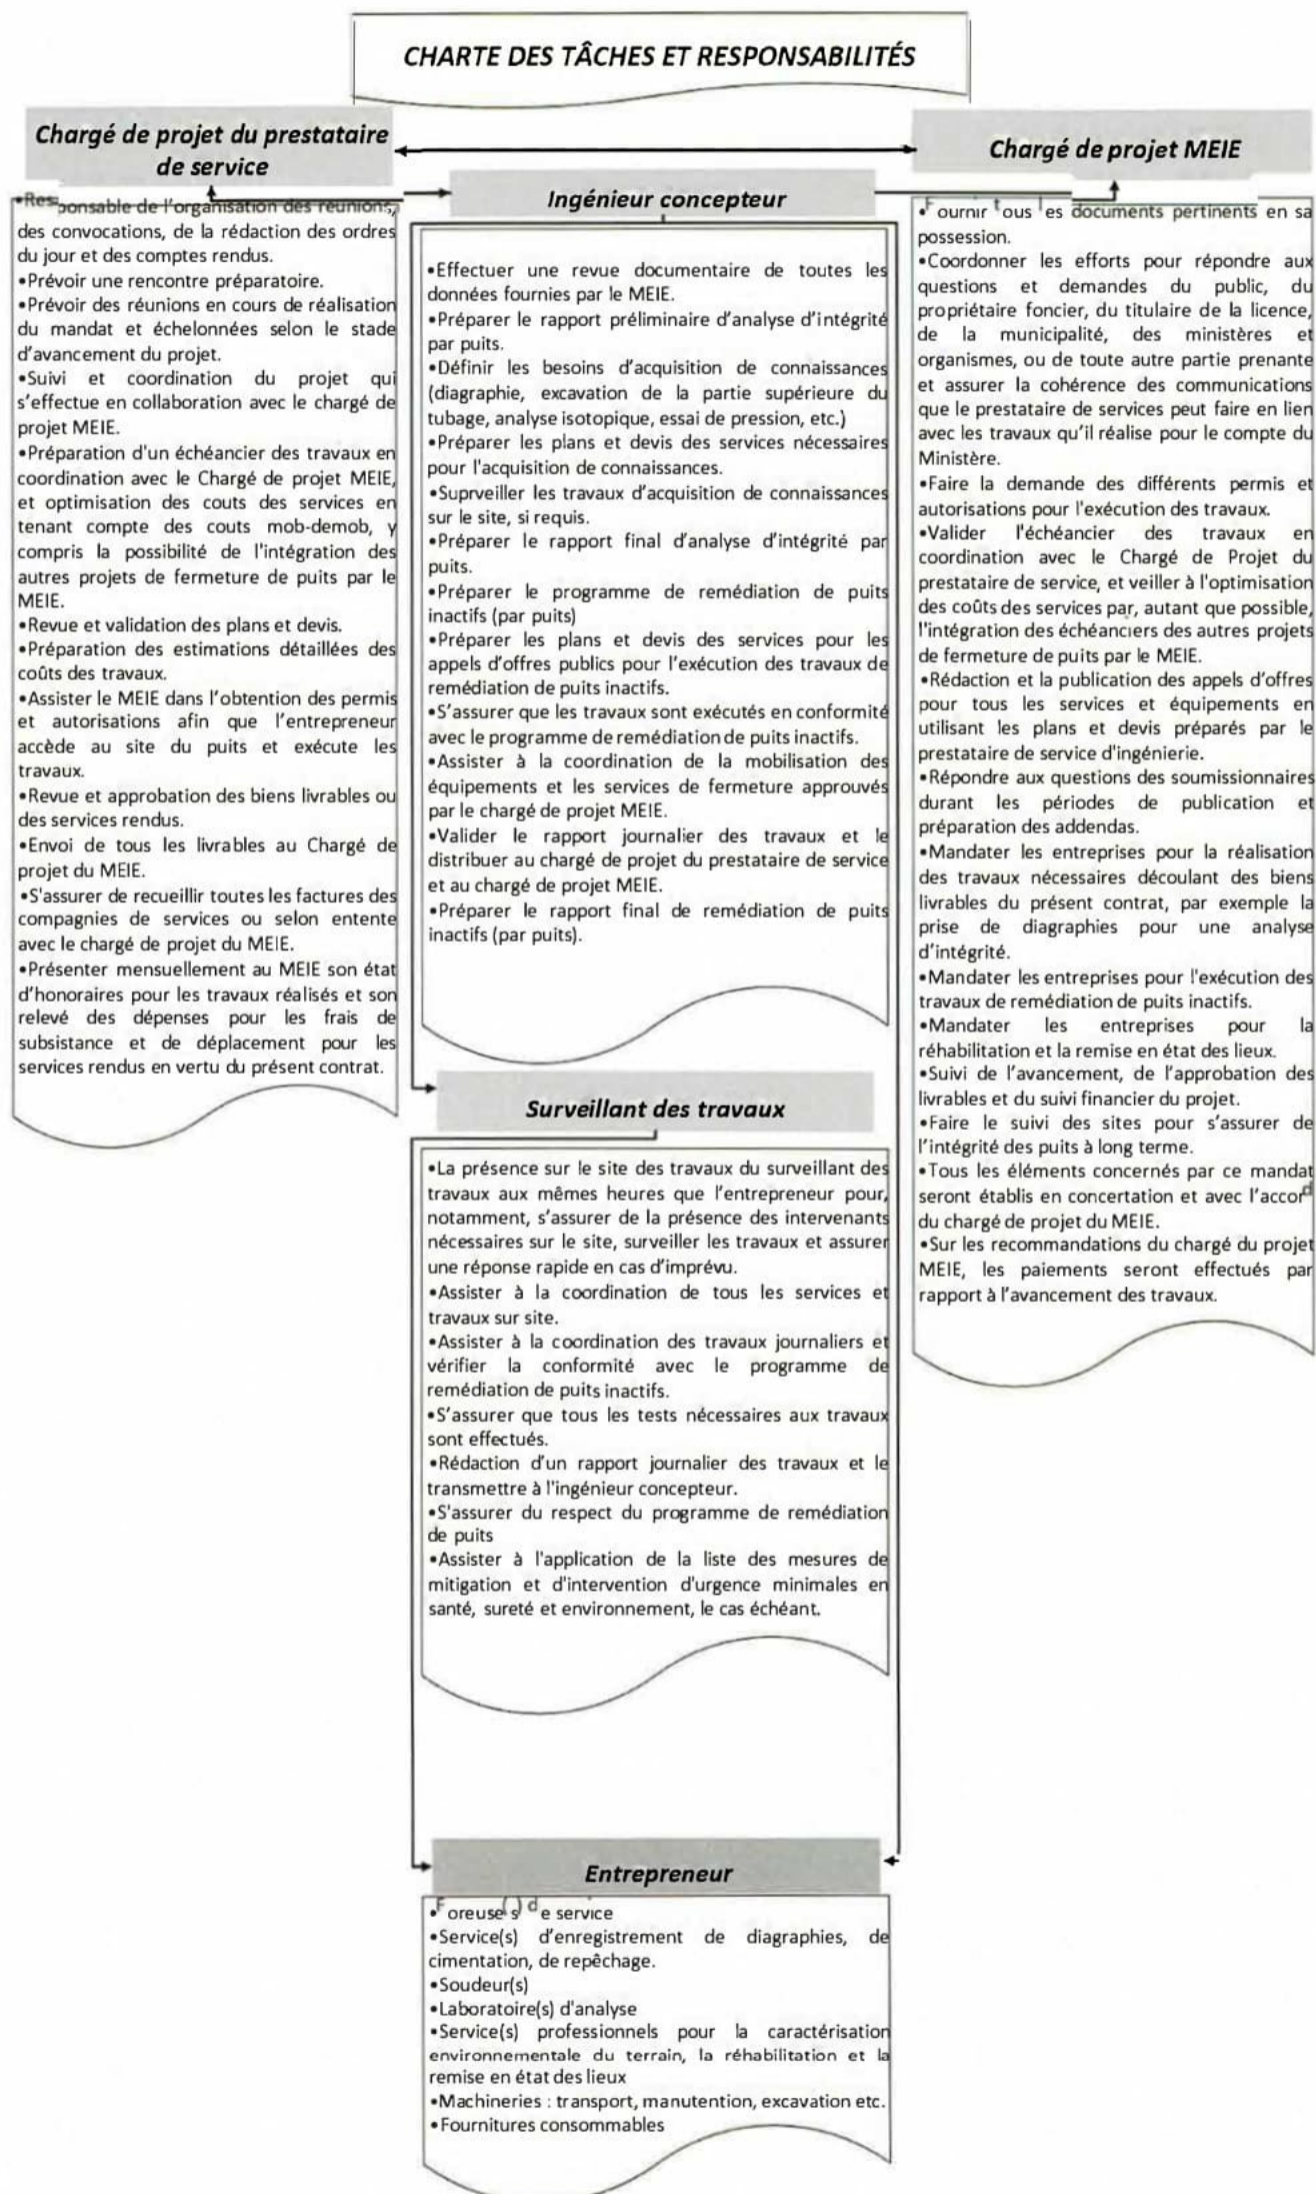 CHARTE DES TÂCHES ET RESPONSABILITÉS
Chargé de projet du prestataire
de service
•Responsable de l'organisation des réunions,
des convocations, de la rédaction des ordres
du jour et des comptes rendus.
•Prévoir une rencontre préparatoire.
•Prévoir des réunions en cours de réalisation
du mandat et échelonnées selon le stade
d'avancement du projet.
•Suivi et coordination du projet qui
s'effectue en collaboration avec le chargé de
projet MEIE.
•Préparation d'un échéancier des travaux en
coordination avec le Chargé de projet MEIE,
et optimisation des couts des services en
tenant compte des couts mob-demob, y
compris la possibilité de l'intégration des
autres projets de fermeture de puits par le
MEIE.
•Revue et validation des plans et devis.
•Préparation des estimations détaillées des
coûts des travaux.
•Assister le MEIE dans l'obtention des permis
et autorisations afin que l'entrepreneur
accède au site du puits et exécute les
travaux.
•Revue et approbation des biens livrables ou
des services rendus.
•Envoi de tous les livrables au Chargé de
projet du MEIE.
•S'assurer de recueillir toutes les factures des
compagnies de services ou selon entente
avec le chargé de projet du MEIE.
•Présenter mensuellement au MEIE son état
d'honoraires pour les travaux réalisés et son
relevé des dépenses pour les frais de
subsistance et de déplacement pour les
services rendus en vertu du présent contrat.
Ingénieur concepteur
•Effectuer une revue documentaire de toutes les
données fournies par le MEIE.
•Préparer le rapport préliminaire d'analyse d'intégrité
par puits.
•Définir les besoins d'acquisition de connaissances
(diagraphie, excavation de la partie supérieure du
tubage, analyse isotopique, essai de pression, etc.)
•Préparer les plans et devis des services nécessaires
pour l'acquisition de connaissances.
•Suprveiller les travaux d'acquisition de connaissances
sur le site, si requis.
•Préparer le rapport final d'analyse d'intégrité par
puits.
•Préparer le programme de remédiation de puits
inactifs (par puits)
•Préparer les plans et devis des services pour les
appels d'offres publics pour l'exécution des travaux de
remédiation de puits inactifs.
•S'assurer que les travaux sont exécutés en conformité
avec le programme de remédiation de puits inactifs.
•Assister à la coordination de la mobilisation des
équipements et les services de fermeture approuvés
par le chargé de projet MEIE.
•Valider le rapport journalier des travaux et le
distribuer au chargé de projet du prestataire de service
et au chargé de projet MEIE.
•Préparer le rapport final de remédiation de puits
inactifs (par puits).
Surveillant des travaux
•La présence sur le site des travaux du surveillant des
travaux aux mêmes heures que l'entrepreneur pour,
notamment, s'assurer de la présence des intervenants
nécessaires sur le site, surveiller les travaux et assurer
une réponse rapide en cas d'imprévu.
•Assister à la coordination de tous les services et
travaux sur site.
•Assister à la coordination des travaux journaliers et
vérifier la conformité avec le programme de
remédiation de puits inactifs.
•S'assurer que tous les tests nécessaires aux travaux
sont effectués.
•Rédaction d'un rapport journalier des travaux et le
transmettre à l'ingénieur concepteur.
•S'assurer du respect du programme de remédiation
de puits
•Assister à l'application de la liste des mesures de
mitigation et d'intervention d'urgence minimales en
santé, sureté et environnement, le cas échéant.
Entrepreneur
•Foreuse(s) de service
•Service(s) d'enregistrement de diagraphies, de
cimentation, de repêchage.
•Soudeur(s)
•Laboratoire(s) d'analyse
•Service(s) professionnels pour la caractérisation
environnementale du terrain, la réhabilitation et la
remise en état des lieux
•Machineries : transport, manutention, excavation etc.
•Fournitures consommables
Chargé de projet MEIE
•Fournir tous les documents pertinents en sa
possession.
•Coordonner les efforts pour répondre aux
questions et demandes du public, du
propriétaire foncier, du titulaire de la licence,
de la municipalité, des ministères et
organismes, ou de toute autre partie prenante
et assurer la cohérence des communications
que le prestataire de services peut faire en lien
avec les travaux qu'il réalise pour le compte du
Ministère.
•Faire la demande des différents permis et
autorisations pour l'exécution des travaux.
•Valider l'échéancier des travaux en
coordination avec le Chargé de Projet du
prestataire de service, et veiller à l'optimisation
des coûts des services par, autant que possible,
l'intégration des échéanciers des autres projets
de fermeture de puits par le MEIE.
•Rédaction et la publication des appels d'offres
pour tous les services et équipements en
utilisant les plans et devis préparés par le
prestataire de service d'ingénierie.
•Répondre aux questions des soumissionnaires
durant les périodes de publication et
préparation des addendas.
•Mandater les entreprises pour la réalisation
des travaux nécessaires découlant des biens
livrables du présent contrat, par exemple la
prise de diagraphies pour une analyse
d'intégrité.
•Mandater les entreprises pour l'exécution des
travaux de remédiation de puits inactifs.
•Mandater les entreprises pour la
réhabilitation et la remise en état des lieux.
•Suivi de l'avancement, de l'approbation des
livrables et du suivi financier du projet.
•Faire le suivi des sites pour s'assurer de
l'intégrité des puits à long terme.
•Tous les éléments concernés par ce mandat
seront établis en concertation et avec l'accord
du chargé de projet du MEIE.
•Sur les recommandations du chargé du projet
MEIE, les paiements seront effectués par
rapport à l'avancement des travaux.